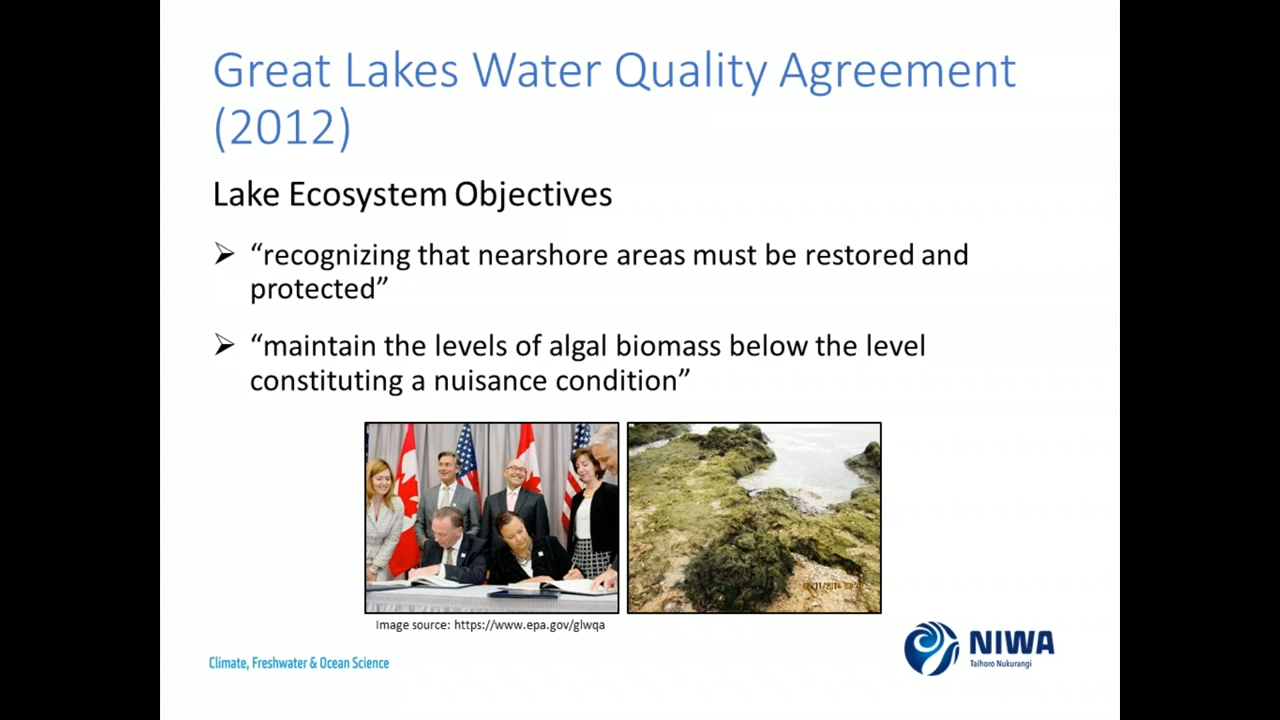 Great Lakes Water Quality Agreement
(2012)
Lake Ecosystem Objectives
“recognizing that nearshore areas must be restored and
protected”
“maintain the levels of algal biomass below the level
constituting a nuisance condition”
Image source: https://www.epa.gov/glwqa
Climate, Freshwater & Ocean Science
NIWA
Taihoro Nukurangi